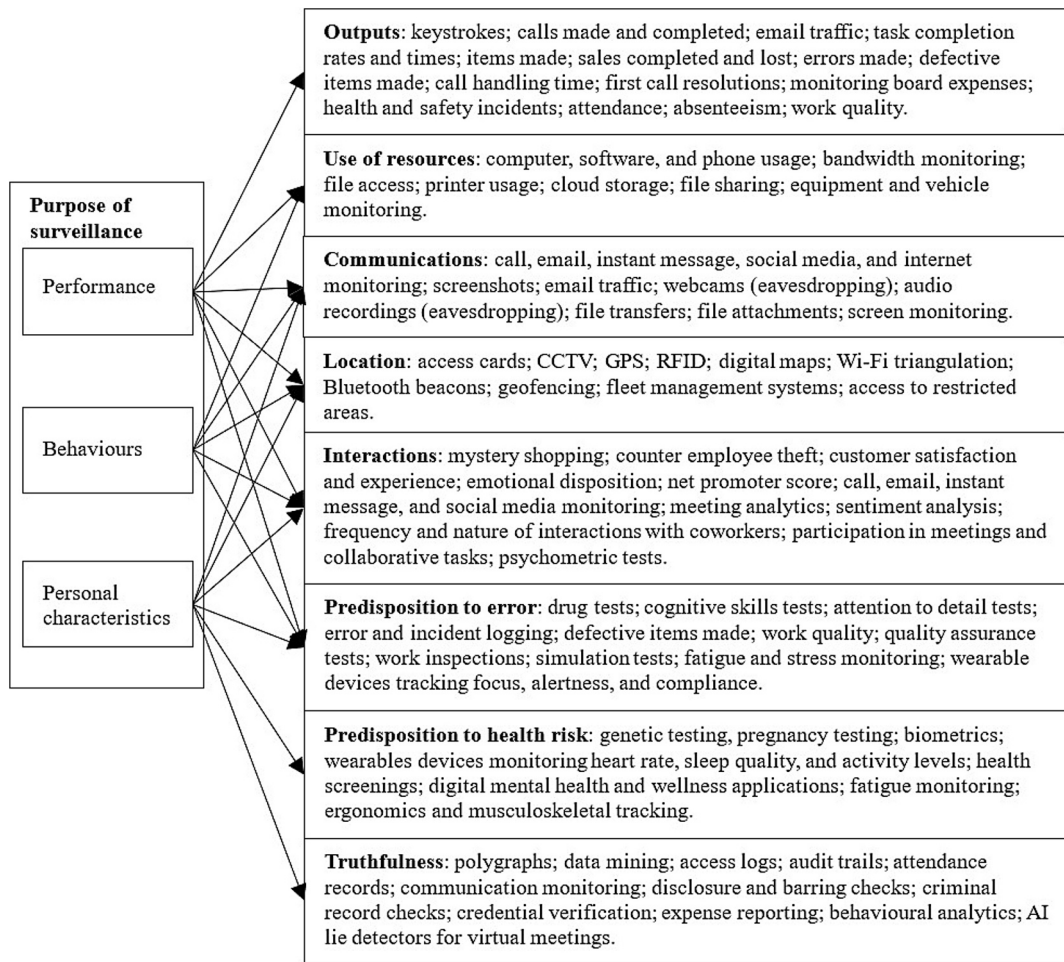 Purpose of
surveillance
Performance
Behaviours
Personal
characteristics
Outputs: keystrokes; calls made and completed; email traffic; task completion
rates and times; items made; sales completed and lost; errors made; defective
items made; call handling time; first call resolutions; monitoring board expenses;
health and safety incidents; attendance; absenteeism; work quality.
Use of resources: computer, software, and phone usage; bandwidth monitoring;
file access; printer usage; cloud storage; file sharing; equipment and vehicle
monitoring.
Communications: call, email, instant message, social media, and internet
monitoring; screenshots; email traffic; webcams (eavesdropping); audio
recordings (eavesdropping); file transfers; file attachments; screen monitoring.
Location: access cards; CCTV; GPS; RFID; digital maps; Wi-Fi triangulation;
Bluetooth beacons; geofencing; fleet management systems; access to restricted
areas.
Interactions: mystery shopping; counter employee theft; customer satisfaction
and experience; emotional disposition; net promoter score; call, email, instant
message, and social media monitoring; meeting analytics; sentiment analysis;
frequency and nature of interactions with coworkers; participation in meetings and
collaborative tasks; psychometric tests.
Predisposition to error: drug tests; cognitive skills tests; attention to detail tests;
error and incident logging; defective items made; work quality; quality assurance
tests; work inspections; simulation tests; fatigue and stress monitoring; wearable
devices tracking focus, alertness, and compliance.
Predisposition to health risk: genetic testing, pregnancy testing; biometrics;
wearables devices monitoring heart rate, sleep quality, and activity levels; health
screenings; digital mental health and wellness applications; fatigue monitoring;
ergonomics and musculoskeletal tracking.
Truthfulness: polygraphs; data mining; access logs; audit trails; attendance
records; communication monitoring; disclosure and barring checks; criminal
record checks; credential verification; expense reporting; behavioural analytics; AI
lie detectors for virtual meetings.